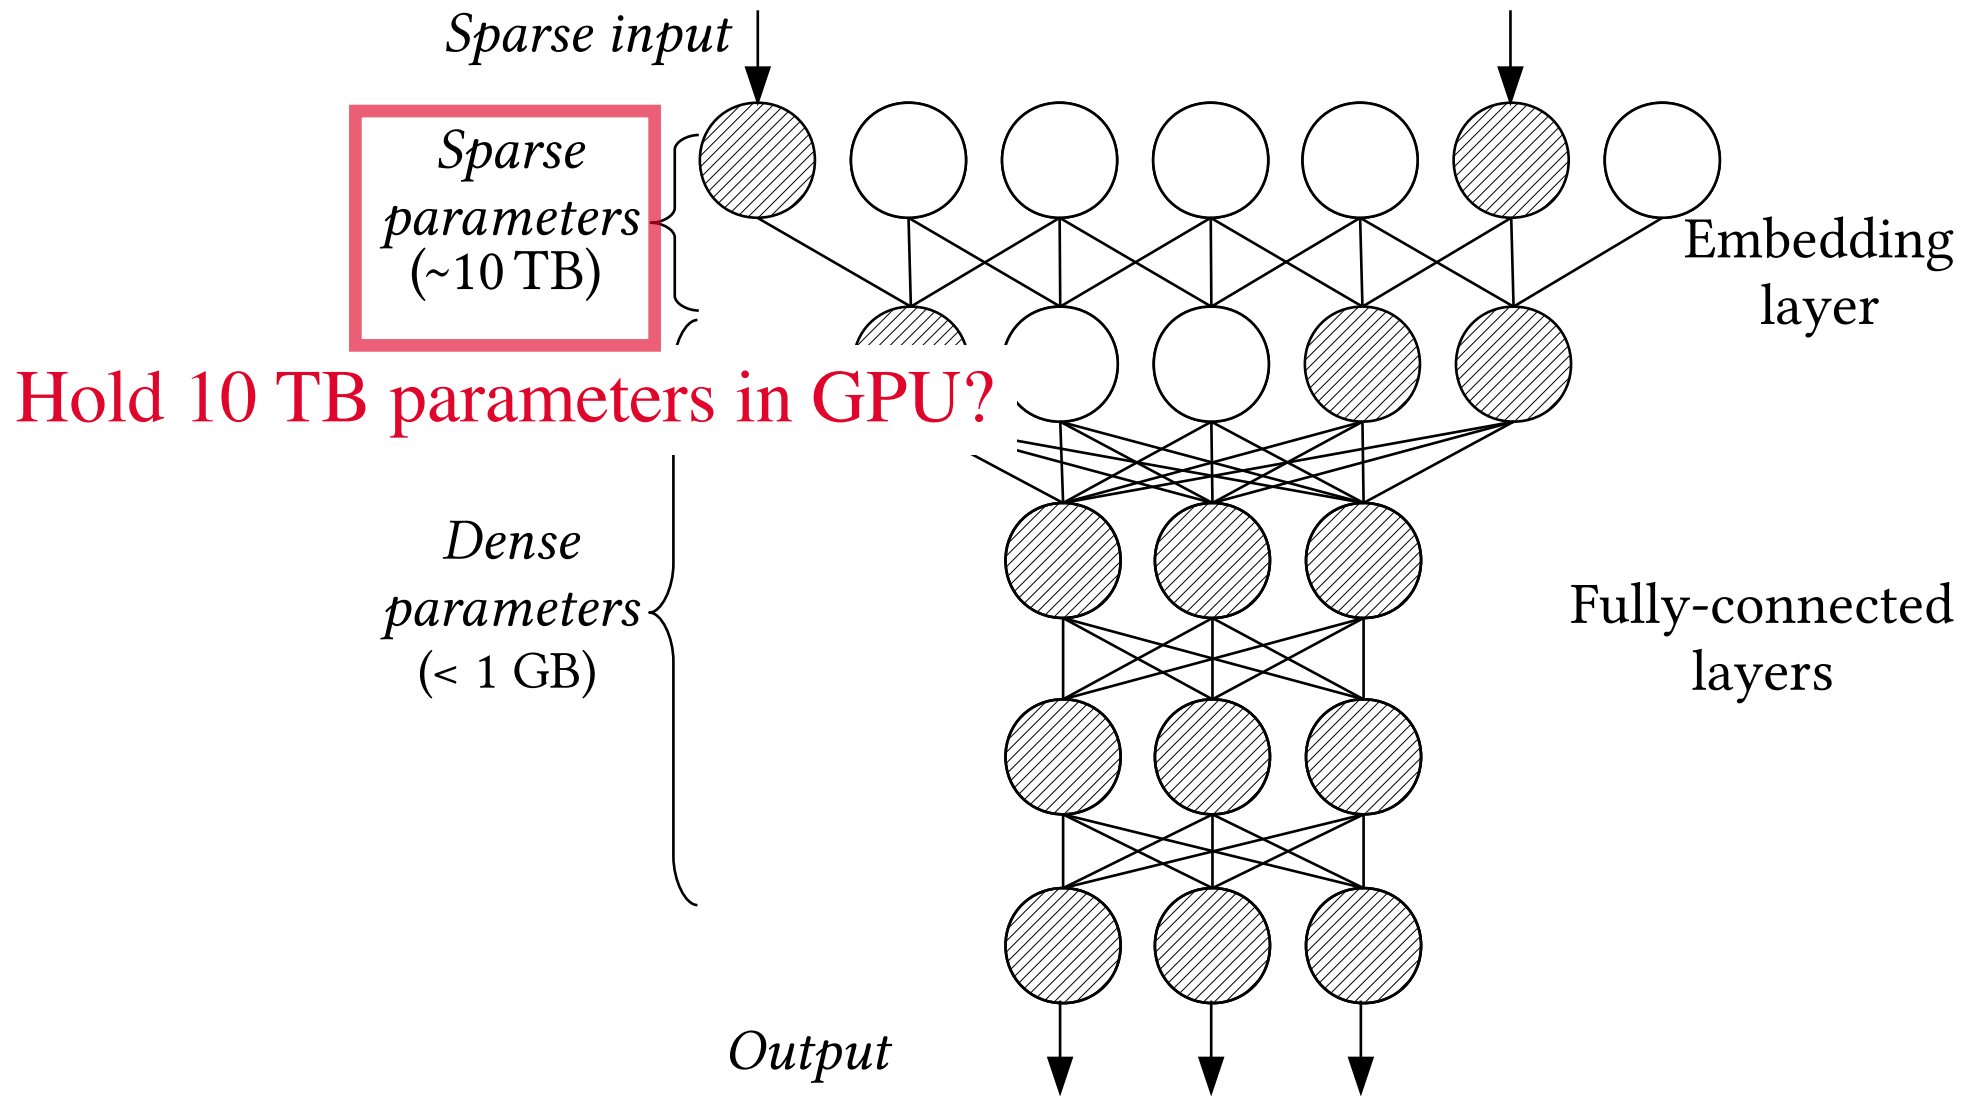 Sparse input
Sparse
parameters
(~10 TB)
Embedding
layer
Hold 10 TB parameters in GPU?
Dense
parameters
(< 1 GB)
Fully-connected
layers
Output